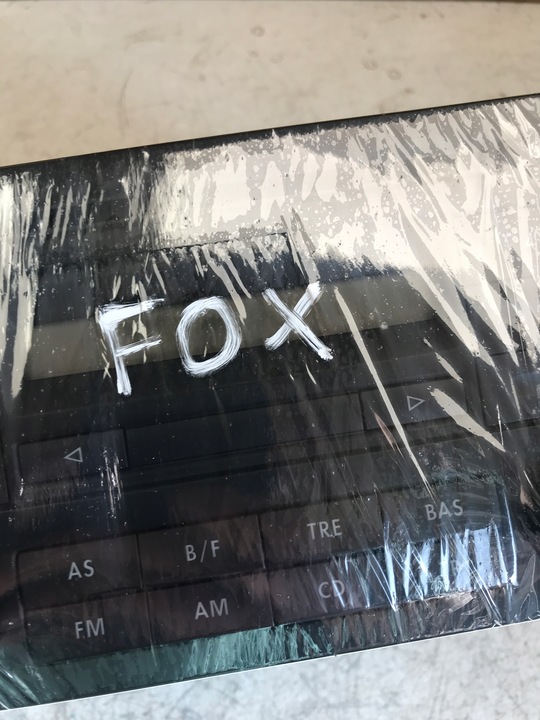 FOX
AS B/F TRE BAS
FM AM CD